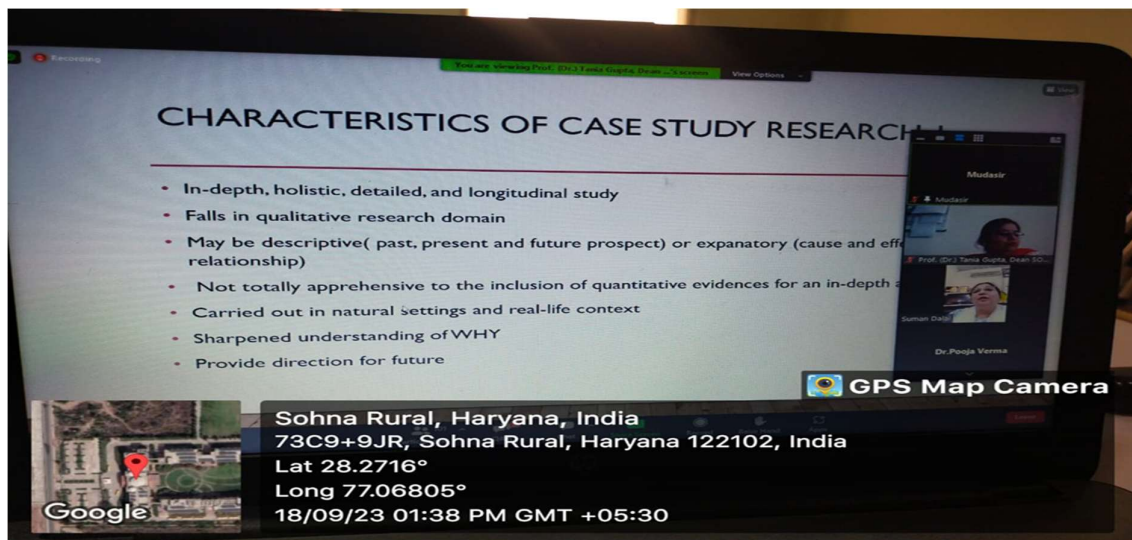 Recording
You are viewing Prof. (Dr.) Tania Gupta, Dean ...'s screen
View Options
View
CHARACTERISTICS OF CASE STUDY RESEARCH
• In-depth, holistic, detailed, and longitudinal study
• Falls in qualitative research domain
• May be descriptive( past, present and future prospect) or expanatory (cause and effe
relationship)
• Not totally apprehensive to the inclusion of quantitative evidences for an in-depth a
• Carried out in natural settings and real-life context
• Sharpened understanding of WHY
• Provide direction for future
Mudasir
Mudasir
Prof. (Dr.) Tania Gupta, Dean SO...
Suman Dab
Dr.Pooja Verma
GPS Map Camera
Sohna Rural, Haryana, India
73C9+9JR, Sohna Rural, Haryana 122102, India
Lat 28.2716°
Long 77.06805°
18/09/23 01:38 PM GMT +05:30
Google